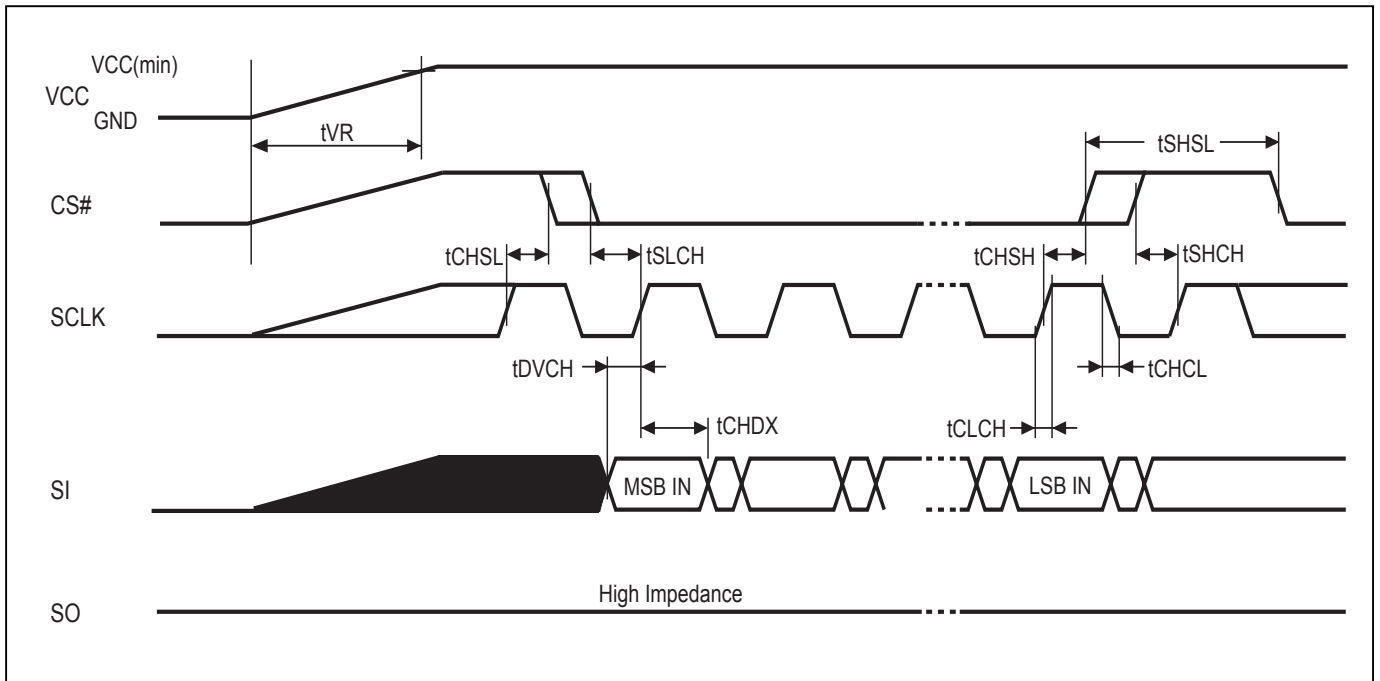 VCC(min)
VCC
GND
tVR
tSHSL
CS#
tCHSL
tSLCH
tCHSH
tSHCH
SCLK
tDVCH
tCHCL
tCHDX
tCLCH
SI
MSB IN
LSB IN
High Impedance
SO